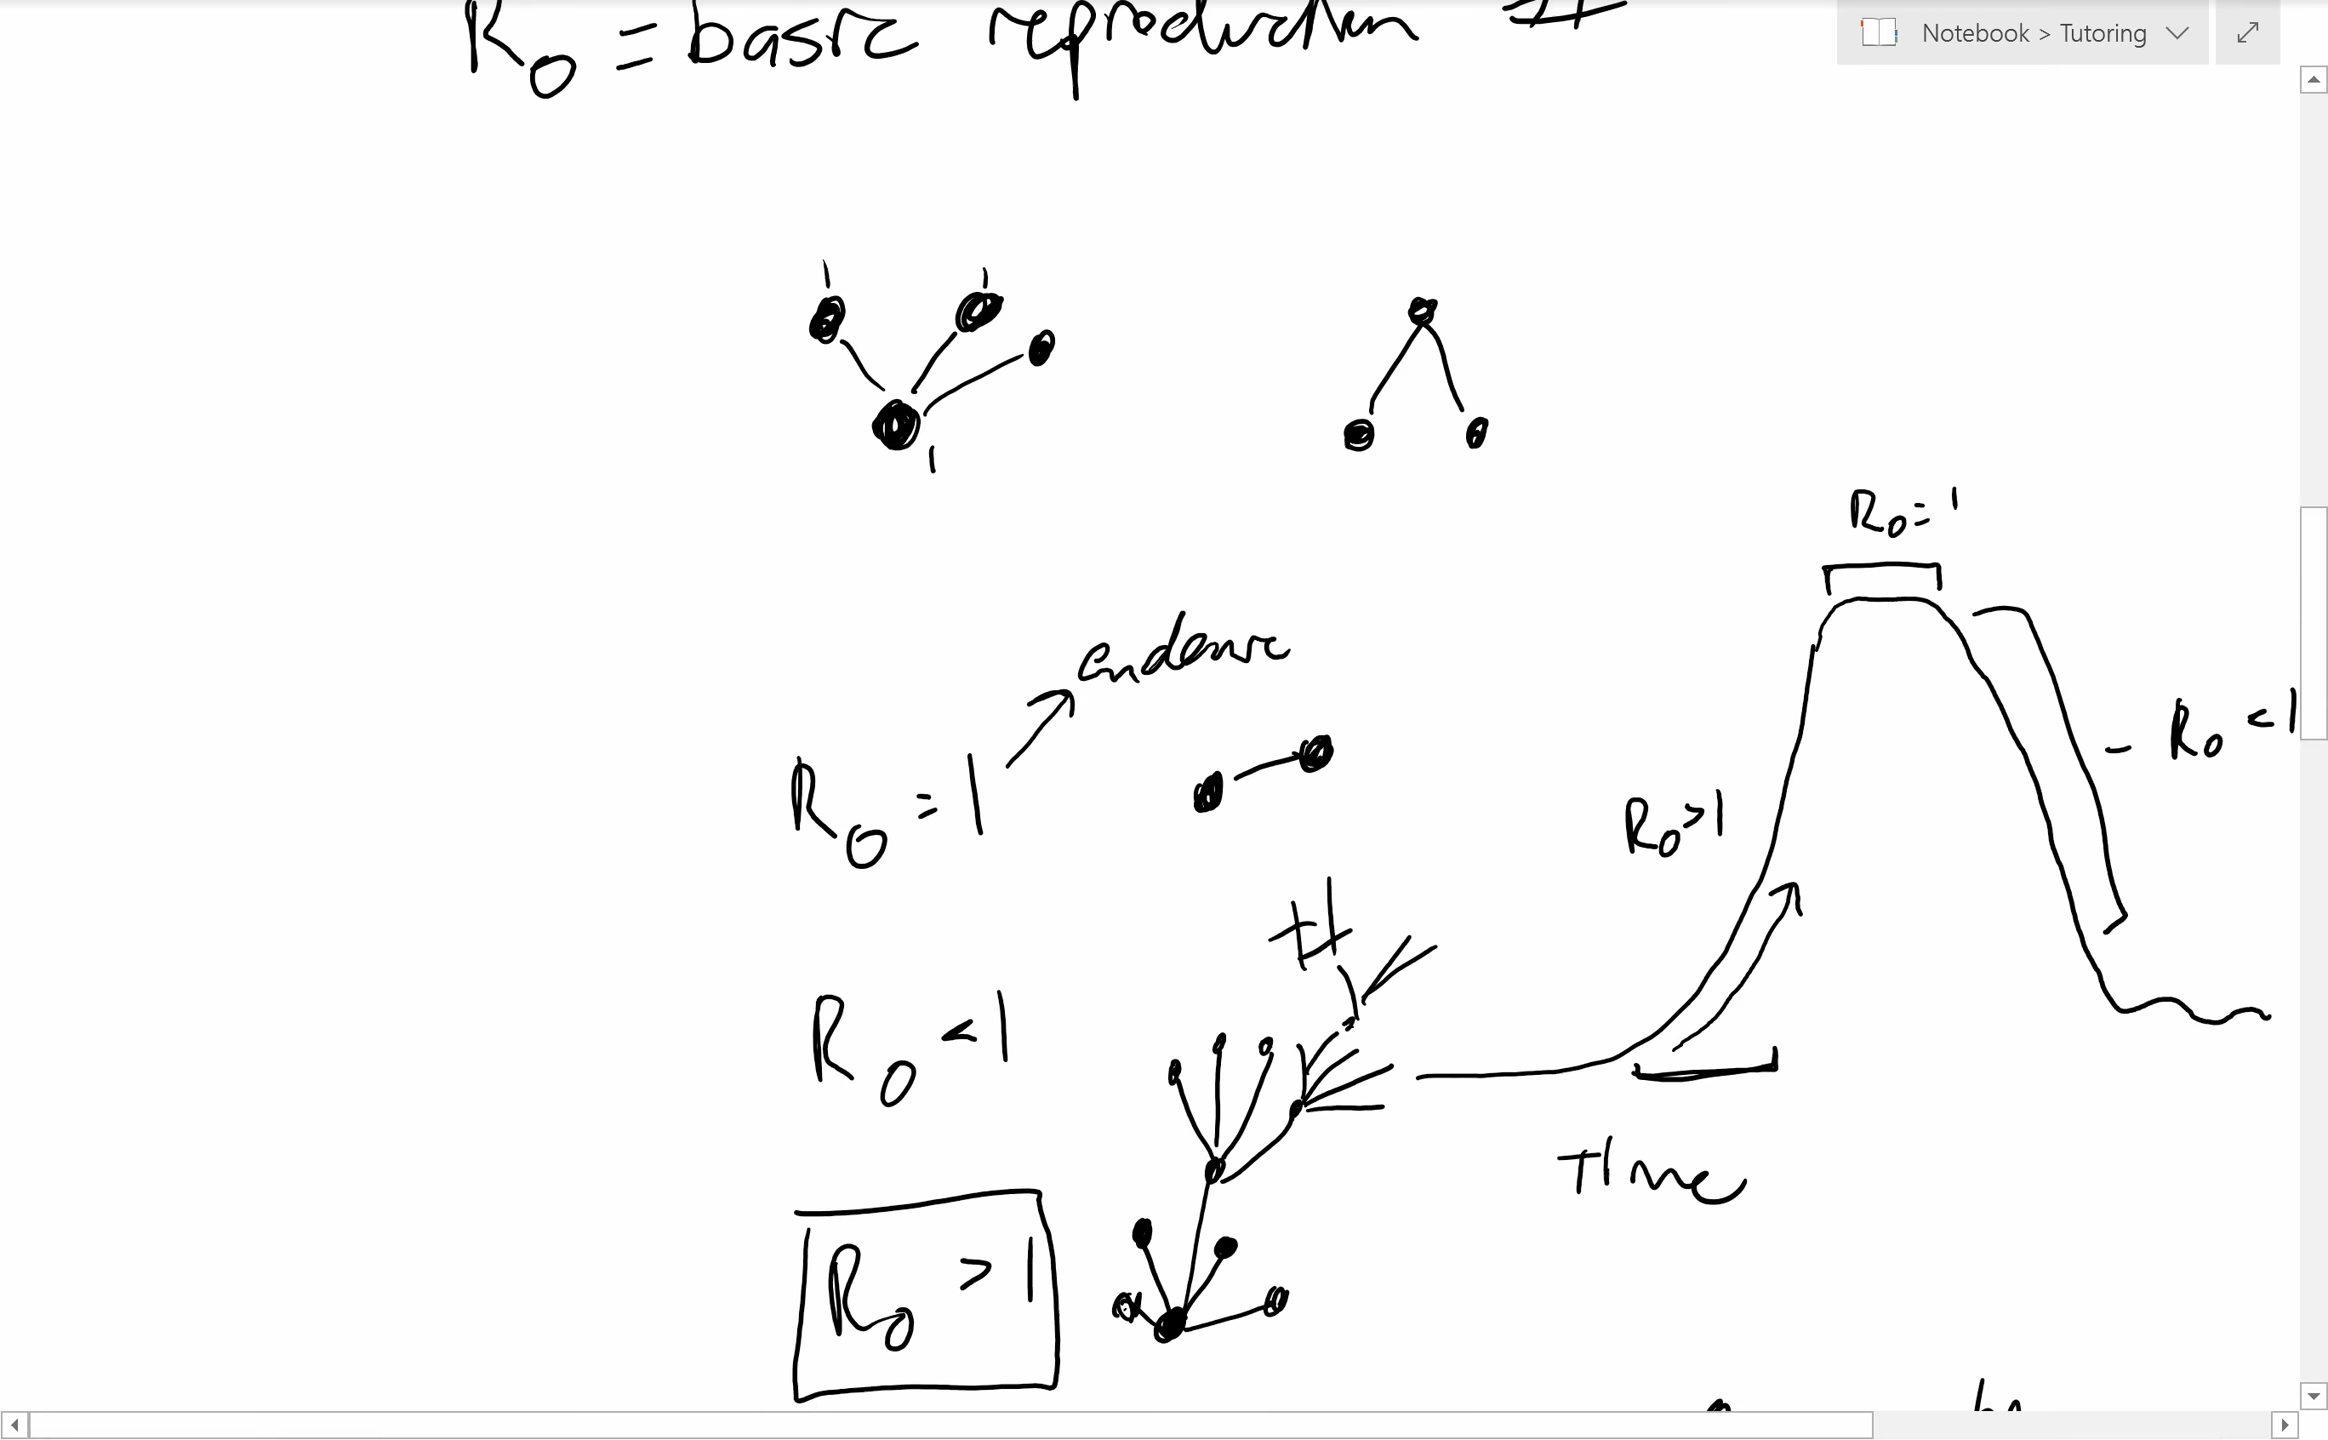 R₀ = basic reproduction #
Notebook > Tutoring
R₀ = 1
endemic
R₀ = 1
R₀ < 1
R₀ > 1
#
R₀ < 1
Time
R₀ > 1